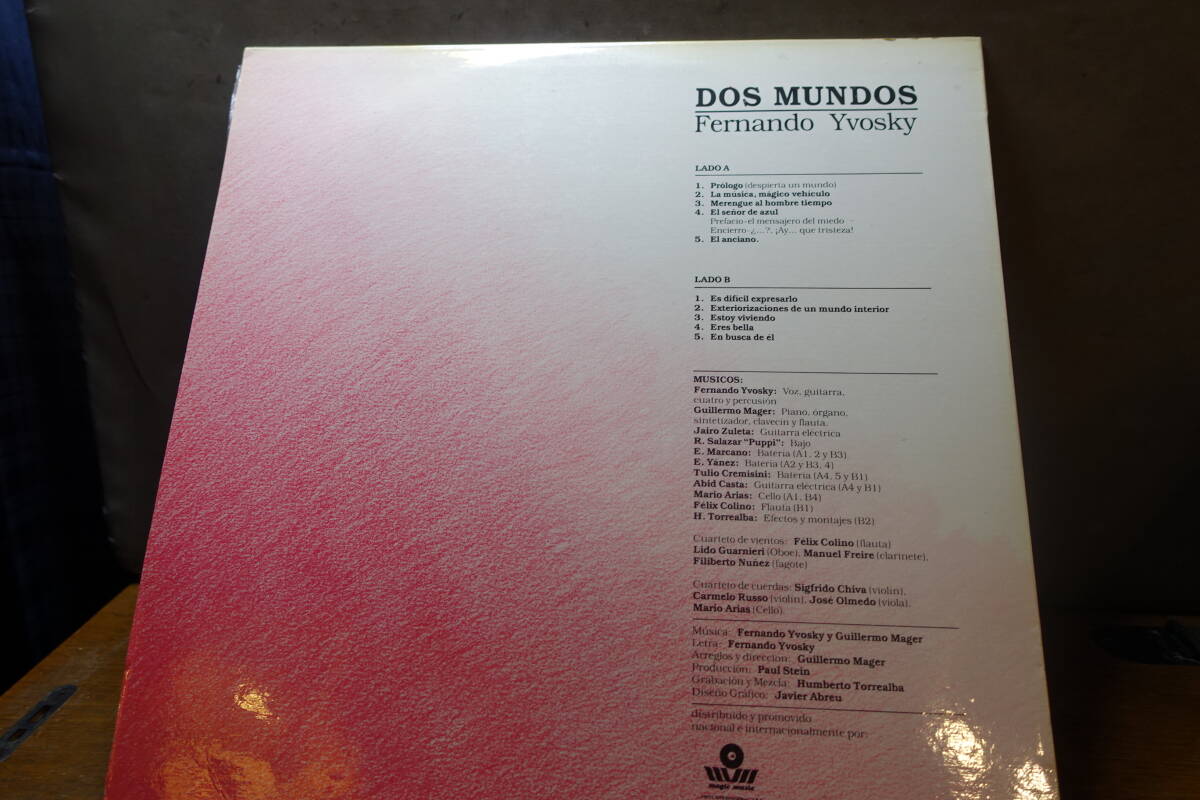 DOS MUNDOS
Fernando Yvosky
LADO A
1. Prólogo (despierta un mundo)
2. La música, mágico vehículo
3. Merengue al hombre tiempo
4. El señor de azul
Prefacio-el mensajero del miedo -
Encierro-¿...?, ¡Ay... que tristeza!
5. El anciano.
LADO B
1. Es difícil expresarlo
2. Exteriorizaciones de un mundo interior
3. Estoy viviendo
4. Eres bella
5. En busca de él
MUSICOS:
Fernando Yvosky: Voz, guitarra,
cuatro y percusión
Guillermo Mager: Piano, órgano,
sintetizador, clavecín y flauta.
Jairo Zuleta: Guitarra eléctrica
R. Salazar "Puppi": Bajo
E. Marcano: Batería (A1, 2 y B3)
E. Yánez: Batería (A2 y B3, 4)
Tulio Cremisini: Batería (A4, 5 y B1)
Abid Casta: Guitarra eléctrica (A4 y B1)
Mario Arias: Cello (A1, B4)
Félix Colino: Flauta (B1)
H. Torrealba: Efectos y montajes (B2)
Cuarteto de vientos: Felix Colino (flauta)
Lido Guarnieri (Oboe), Manuel Freire (clarinete),
Filiberto Nuñez (fagote)
Cuarteto de cuerdas: Sigfrido Chiva (violín),
Carmelo Russo (violín), José Olmedo (viola),
Mario Arias (Cello).
Música: Fernando Yvosky y Guillermo Mager
Letra: Fernando Yvosky
Arreglos y dirección: Guillermo Mager
Producción: Paul Stein
Grabación y Mezcla: Humberto Torrealba
Diseño Gráfico: Javier Abreu
distribuido y promovido
nacional e internacionalmente por:
magic music